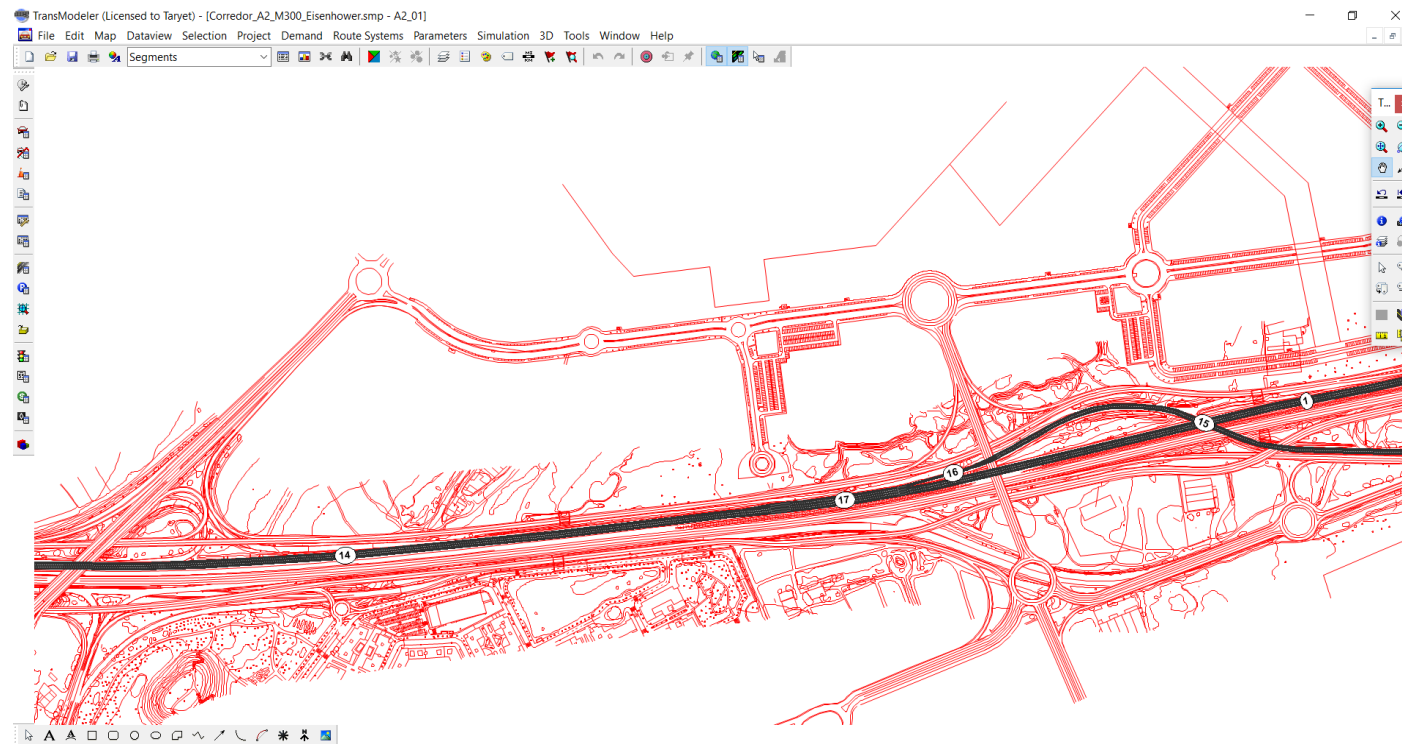 TransModeler (Licensed to Taryet) - [Corredor_A2_M300_Eisenhower.smp - A2_01]
File Edit Map Dataview Selection Project Demand Route Systems Parameters Simulation 3D Tools Window Help
Segments
T...
1
15
16
17
14